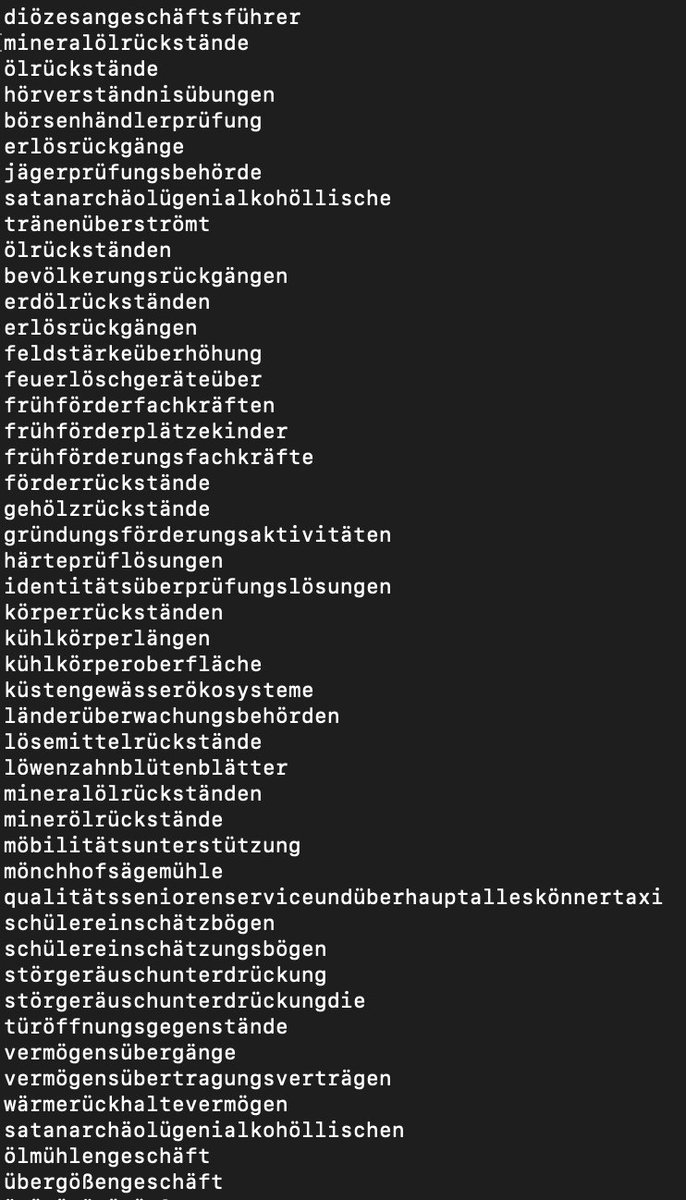 diözesangeschäftsführer
mineralölrückstände
ölrückstände
hörverständnisübungen
börsenhändlerprüfung
erlösrückgänge
jägerprüfungsbehörde
satanarchäolügenialkohöllische
tränenüberströmt
ölrückständen
bevölkerungsrückgängen
erdölrückständen
erlösrückgängen
feldstärkeüberhöhung
feuerlöschgeräteüber
frühförderfachkräften
frühförderplätzekinder
frühförderungsfachkräfte
förderrückstände
gehölzrückstände
gründungsförderungsaktivitäten
härteprüflösungen
identitätsüberprüfungslösungen
körperrückständen
kühlkörperlängen
kühlkörperoberfläche
küstengewässerökosysteme
länderüberwachungsbehörden
lösemittelrückstände
löwenzahnblütenblätter
mineralölrückständen
minerölrückstände
möbilitätsunterstützung
mönchhofsägemühle
qualitätsseniorenserviceundüberhauptalleskönnertaxi
schülereinschätzbögen
schülereinschätzungsbögen
störgeräuschunterdrückung
störgeräuschunterdrückungdie
türöffnungsgegenstände
vermögensübergänge
vermögensübertragungsverträgen
wärmerückhaltevermögen
satanarchäolügenialkohöllischen
ölmühlengeschäft
übergößengeschäft